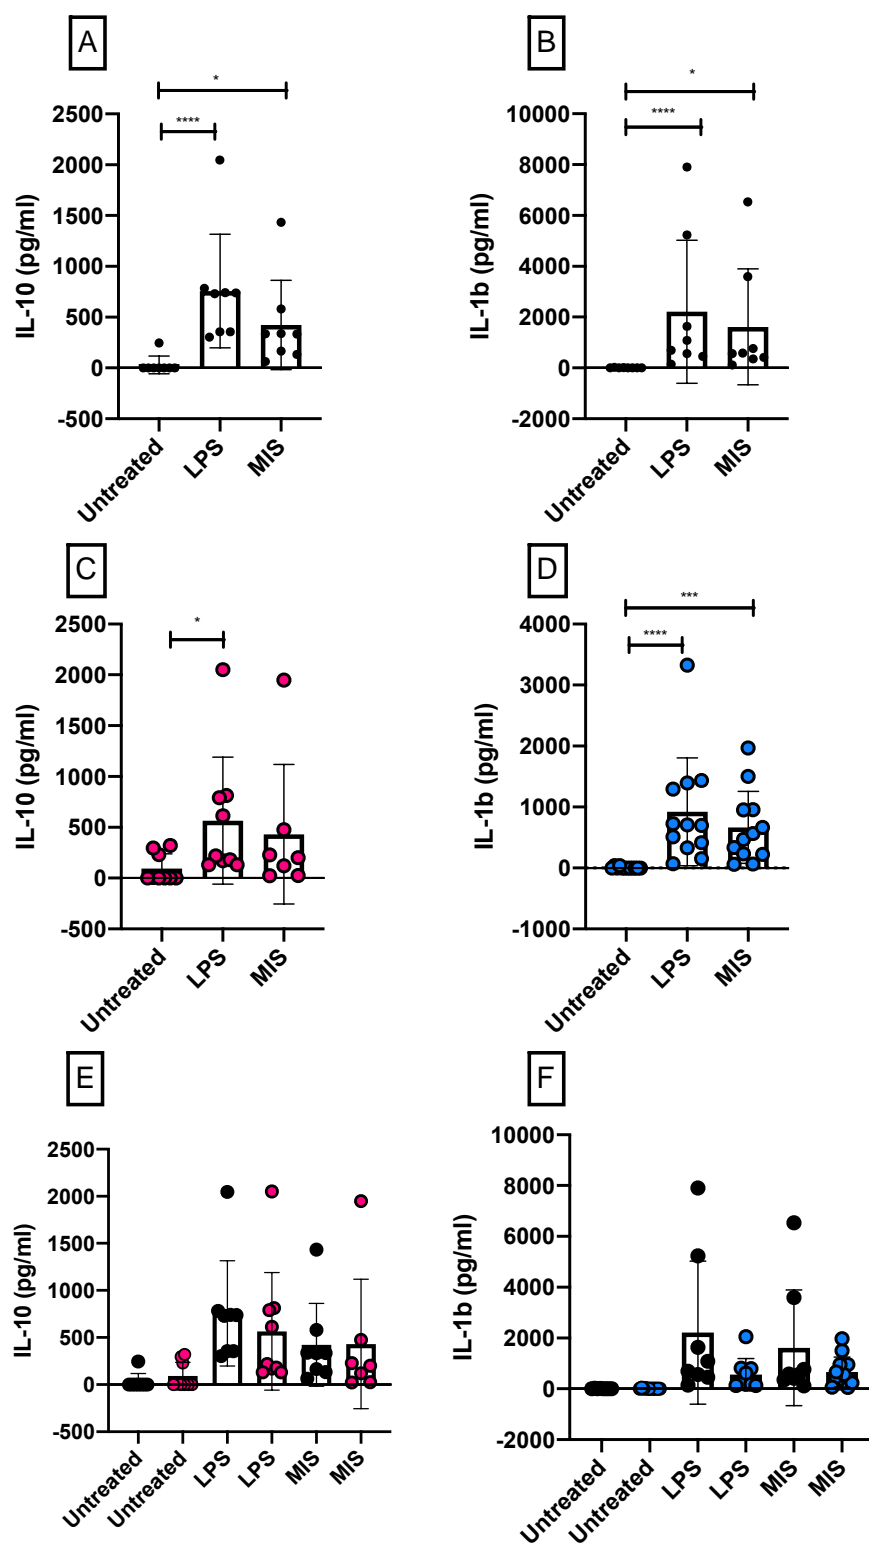 A
*
****
2500
2000
1500
1000
500
0
-500
IL-10 (pg/ml)
Untreated
LPS
MIS
B
*
****
10000
8000
6000
4000
2000
0
-2000
IL-1b (pg/ml)
Untreated
LPS
MIS
C
*
2500
2000
1500
1000
500
0
-500
IL-10 (pg/ml)
Untreated
LPS
MIS
D
***
****
4000
3000
2000
1000
0
-1000
IL-1b (pg/ml)
Untreated
LPS
MIS
E
2500
2000
1500
1000
500
0
-500
IL-10 (pg/ml)
Untreated
Untreated
LPS
LPS
MIS
MIS
F
10000
8000
6000
4000
2000
0
-2000
IL-1b (pg/ml)
Untreated
Untreated
LPS
LPS
MIS
MIS